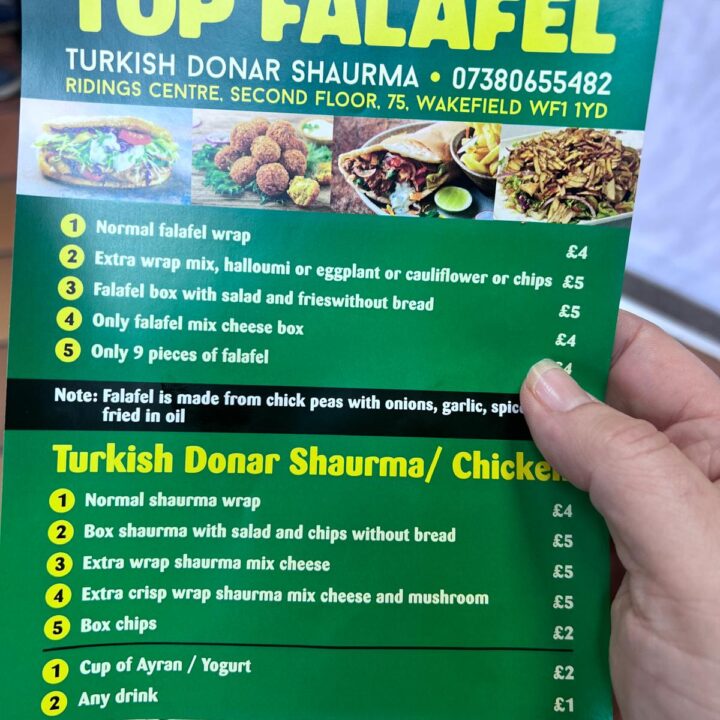 TOP FALAFEL
TURKISH DONAR SHAURMA • 07380655482
RIDINGS CENTRE, SECOND FLOOR, 75, WAKEFIELD WF1 1YD
1 Normal falafel wrap £4
2 Extra wrap mix, halloumi or eggplant or cauliflower or chips £5
3 Falafel box with salad and frieswithout bread £5
4 Only falafel mix cheese box £4
5 Only 9 pieces of falafel £4
Note: Falafel is made from chick peas with onions, garlic,
fried in oil
Turkish Donar Shaurma/ Chicken
1 Normal shaurma wrap £4
2 Box shaurma with salad and chips without bread £5
3 Extra wrap shaurma mix cheese £5
4 Extra crisp wrap shaurma mix cheese and mushroom £5
5 Box chips £2
1 Cup of Ayran / Yogurt £2
2 Any drink £1